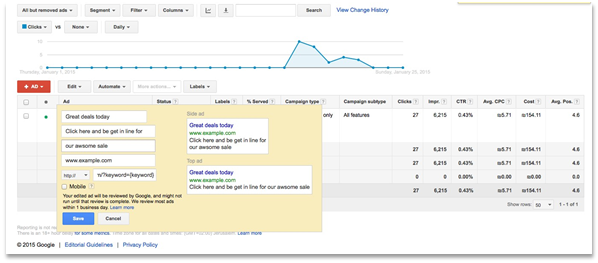 All but removed ads Segment Filter Columns Search View Change History
Clicks VS None Daily
10
5
Thursday, January 1, 2015 Sunday, January 25, 2015
+ AD Edit Automate More actions... Labels
Ad Status Labels % Served Campaign type Campaign subtype Clicks Impr. CTR Avg. CPC Cost Avg. Pos.
Great deals today
Click here and be get in line for
our awsome sale
www.example.com
http:// n/?keyword={keyword}
Mobile
Your edited ad will be reviewed by Google, and might not
run until that review is complete. We review most ads
within 1 business day. Learn more
Save Cancel
Side ad
Great deals today
www.example.com
Click here and be get in line for
our awsome sale
Top ad
Great deals today
www.example.com
Click here and be get in line for our awsome sale
only All features 27 6,215 0.43% ₪5.71 ₪154.11 4.6
27 6,215 0.43% ₪5.71 ₪154.11 4.6
27 6,215 0.43% ₪5.71 ₪154.11 4.6
0 0 0.00% ₪0.00 ₪0.00 0
27 6,215 0.43% ₪5.71 ₪154.11 4.6
Show rows: 50 1 - 1 of 1
Reporting is not
for some metrics.
© 2015 Google | Editorial Guidelines | Privacy Policy